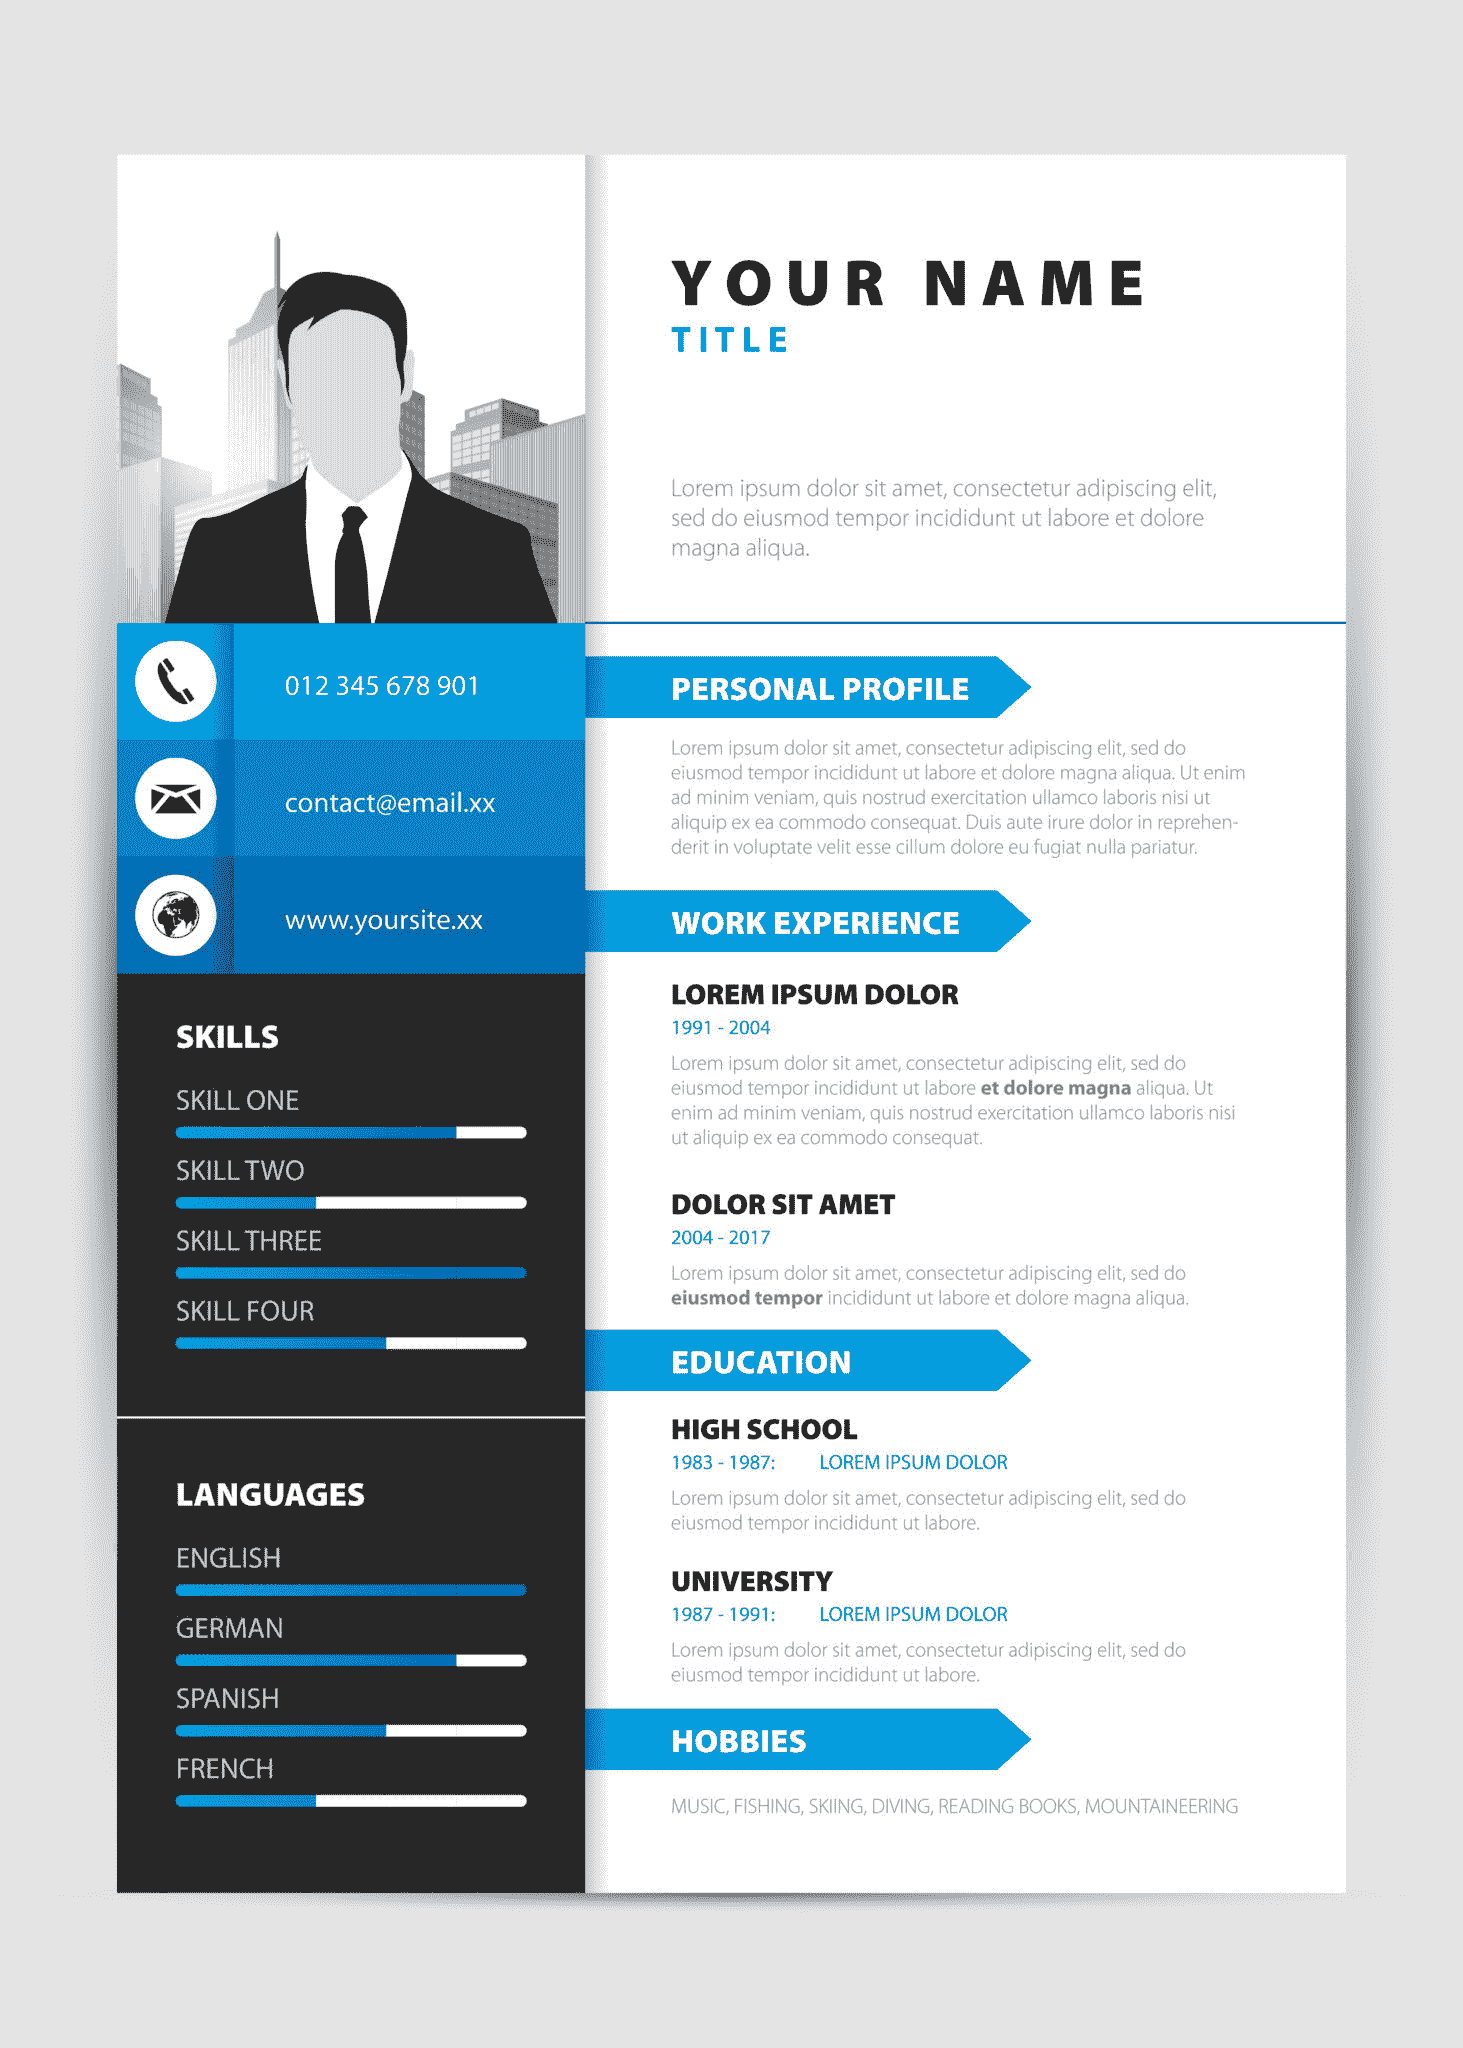 YOUR NAME
TITLE
Lorem ipsum dolor sit amet, consectetur adipiscing elit,
sed do eiusmod tempor incididunt ut labore et dolore
magna aliqua.
012 345 678 901
contact@email.xx
www.yoursite.xx
SKILLS
SKILL ONE
SKILL TWO
SKILL THREE
SKILL FOUR
LANGUAGES
ENGLISH
GERMAN
SPANISH
FRENCH
PERSONAL PROFILE
Lorem ipsum dolor sit amet, consectetur adipiscing elit, sed do
eiusmod tempor incididunt ut labore et dolore magna aliqua. Ut enim
ad minim veniam, quis nostrud exercitation ullamco laboris nisi ut
aliquip ex ea commodo consequat. Duis aute irure dolor in reprehen-
derit in voluptate velit esse cillum dolore eu fugiat nulla pariatur.
WORK EXPERIENCE
LOREM IPSUM DOLOR
1991 - 2004
Lorem ipsum dolor sit amet, consectetur adipiscing elit, sed do
eiusmod tempor incididunt ut labore et dolore magna aliqua. Ut
enim ad minim veniam, quis nostrud exercitation ullamco laboris nisi
ut aliquip ex ea commodo consequat.
DOLOR SIT AMET
2004 - 2017
Lorem ipsum dolor sit amet, consectetur adipiscing elit, sed do
eiusmod tempor incididunt ut labore et dolore magna aliqua.
EDUCATION
HIGH SCHOOL
1983 - 1987: LOREM IPSUM DOLOR
Lorem ipsum dolor sit amet, consectetur adipiscing elit, sed do
eiusmod tempor incididunt ut labore.
UNIVERSITY
1987 - 1991: LOREM IPSUM DOLOR
Lorem ipsum dolor sit amet, consectetur adipiscing elit, sed do
eiusmod tempor incididunt ut labore.
HOBBIES
MUSIC, FISHING, SKIING, DIVING, READING BOOKS, MOUNTAINEERING